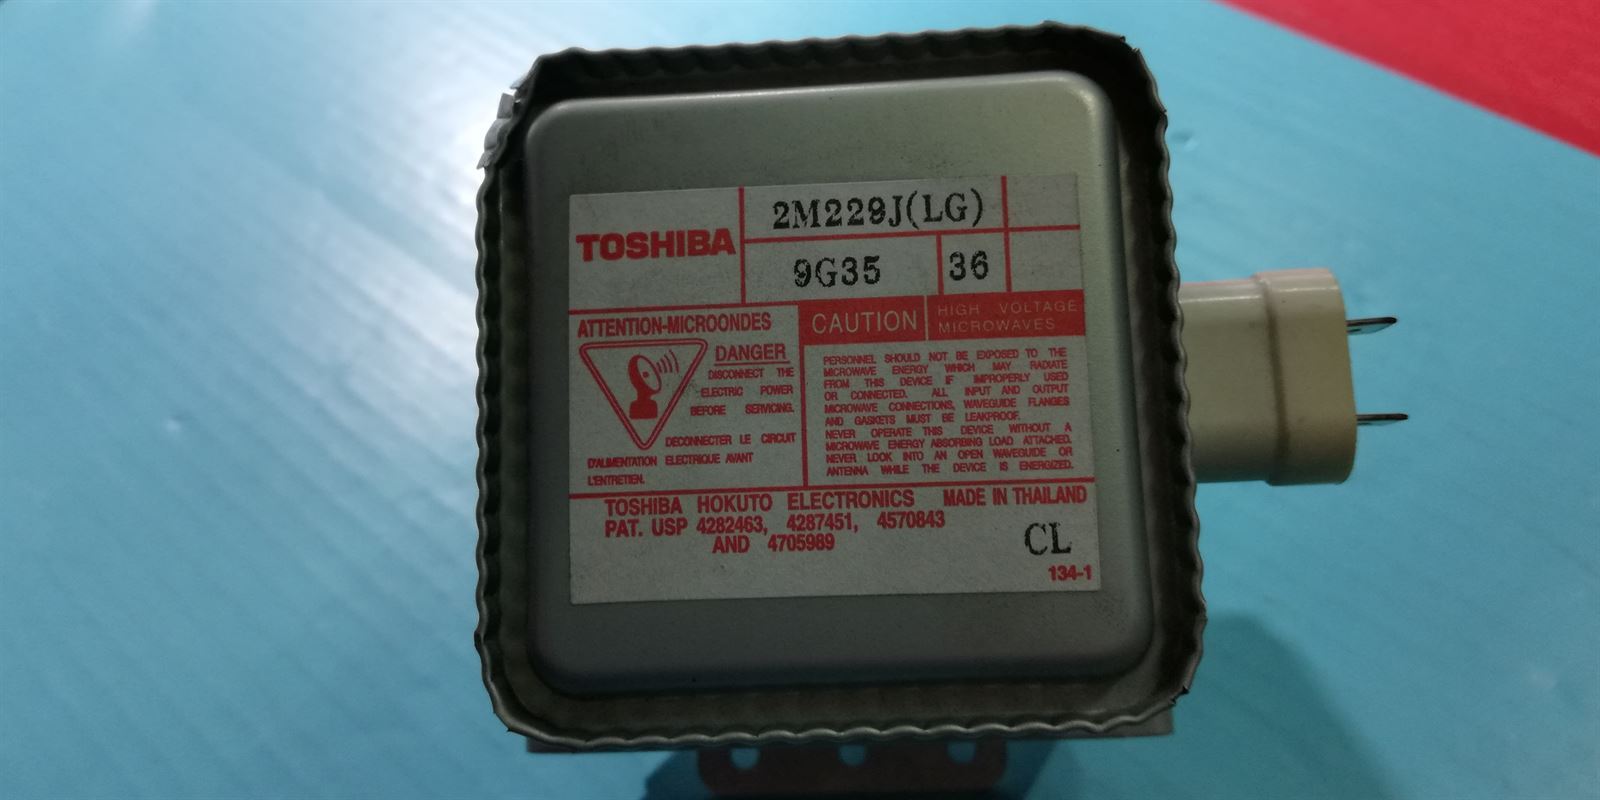 TOSHIBA
2M229J(LG)
9G35
36
ATTENTION-MICROONDES
DANGER
DISCONNECT THE
ELECTRIC POWER
BEFORE SERVICING.
DECONNECTER LE CIRCUIT
D'ALIMENTATION ELECTRIQUE AVANT
L'ENTRETIEN.
CAUTION
HIGH VOLTAGE
MICROWAVES
PERSONNEL SHOULD NOT BE EXPOSED TO THE
MICROWAVE ENERGY WHICH MAY RADIATE
FROM THIS DEVICE IF IMPROPERLY USED
OR CONNECTED. ALL INPUT AND OUTPUT
MICROWAVE CONNECTIONS, WAVEGUIDE FLANGES
AND GASKETS MUST BE LEAKPROOF.
NEVER OPERATE THIS DEVICE WITHOUT A
MICROWAVE ENERGY ABSORBING LOAD ATTACHED.
NEVER LOOK INTO AN OPEN WAVEGUIDE OR
ANTENNA WHILE THE DEVICE IS ENERGIZED.
TOSHIBA HOKUTO ELECTRONICS MADE IN THAILAND
PAT. USP 4282463, 4287451, 4570843
AND 4705989
CL
134-1